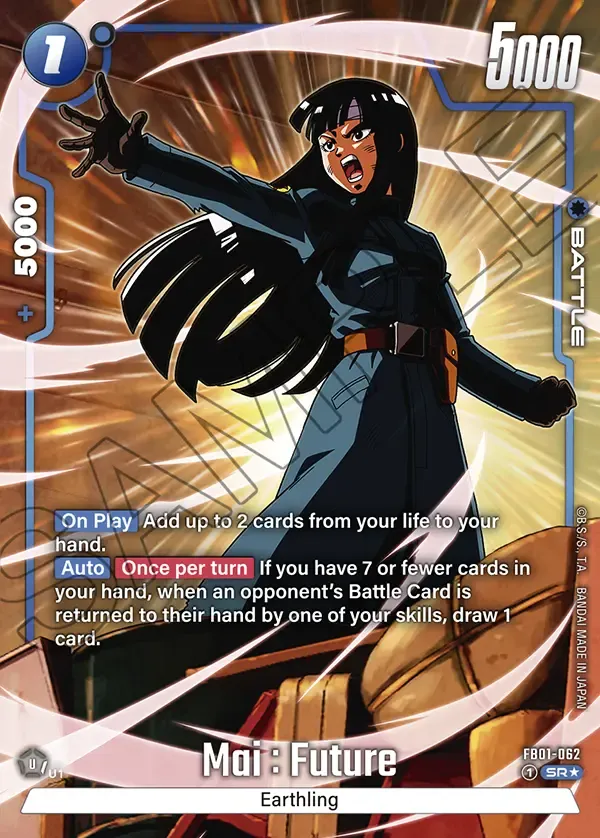 1
5000
+ 5000
BATTLE
SAMPLE
On Play Add up to 2 cards from your life to your
hand.
Auto Once per turn If you have 7 or fewer cards in
your hand, when an opponent's Battle Card is
returned to their hand by one of your skills, draw 1
card.
©B.S./S., T.A. BANDAI MADE IN JAPAN
Mai : Future
FB01-062
U/U1
1 SR★
Earthling